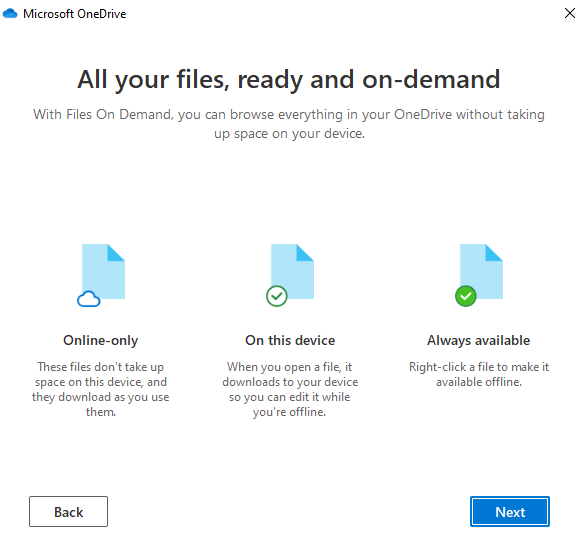 Microsoft OneDrive
All your files, ready and on-demand
With Files On Demand, you can browse everything in your OneDrive without taking
up space on your device.
Online-only
These files don't take up
space on this device, and
they download as you use
them.
On this device
When you open a file, it
downloads to your device
so you can edit it while
you're offline.
Always available
Right-click a file to make it
available offline.
Back
Next